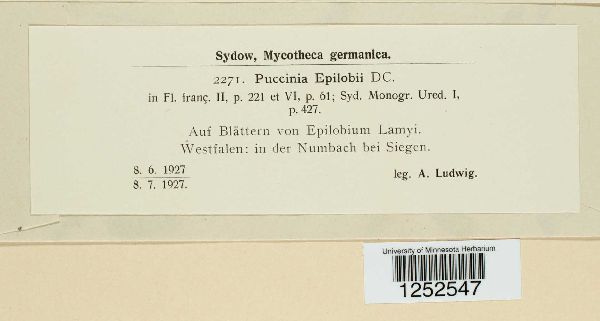 Sydow, Mycotheca germanica.
2271. Puccinia Epilobii DC.
in Fl. franç. II, p. 221 et VI, p. 61; Syd. Monogr. Ured. I,
p. 427.
Auf Blättern von Epilobium Lamyi.
Westfalen: in der Numbach bei Siegen.
8. 6. 1927
8. 7. 1927.
leg. A. Ludwig.
University of Minnesota Herbarium
1252547